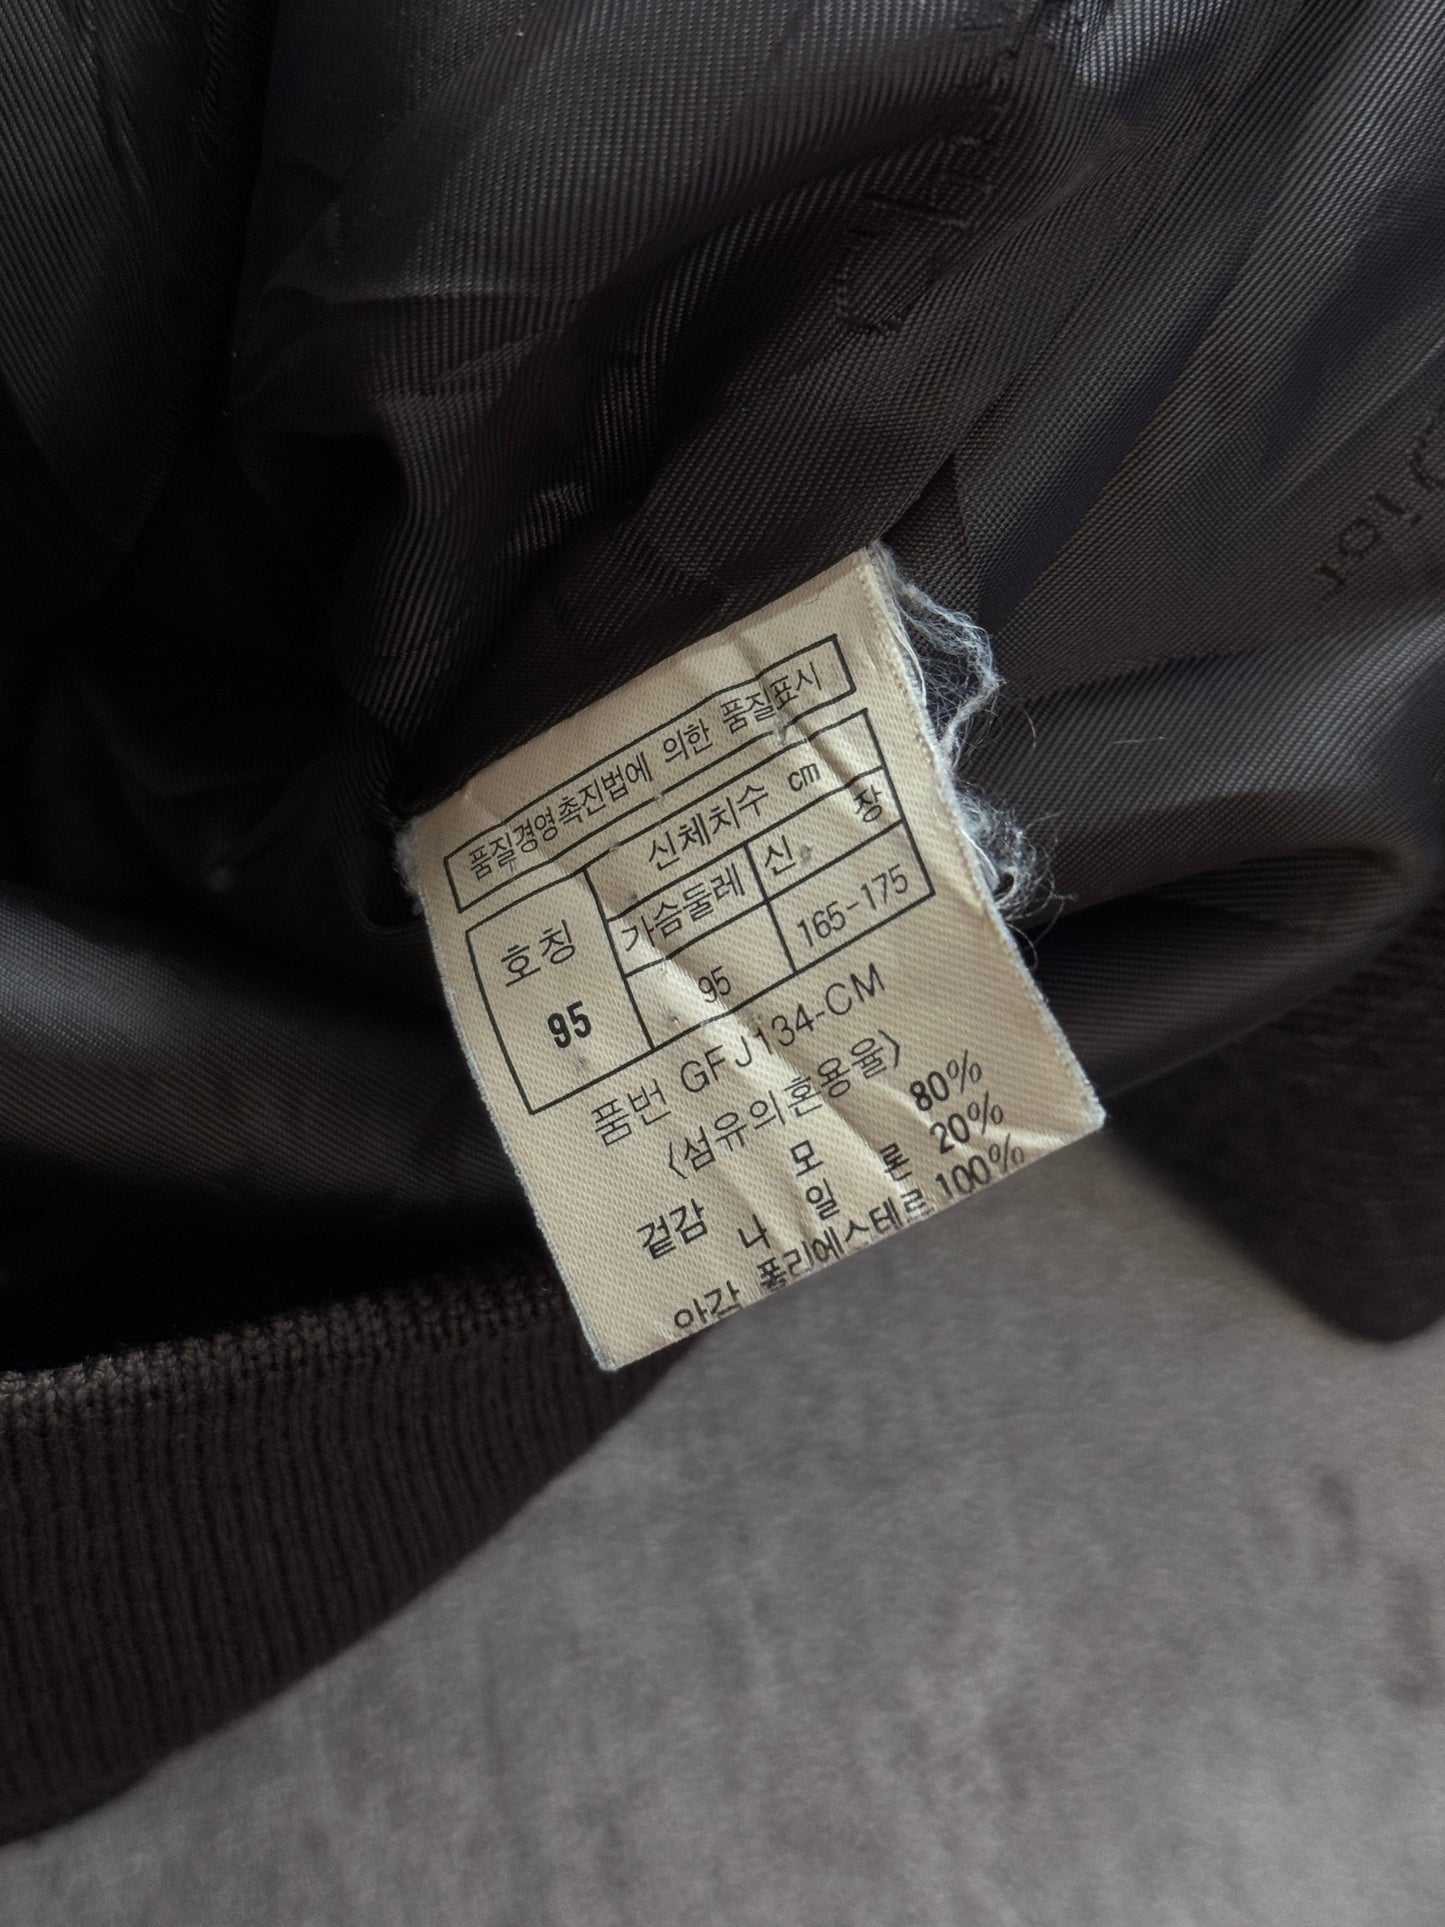 품질경영촉진법에 의한 품질표시
호칭 신체치수 cm
가슴둘레 신장
95 95 165-175
품번 GFJ134-CM
〈섬유의혼용율〉
겉감 모 80%
나일론 20%
안감 폴리에스테르 100%